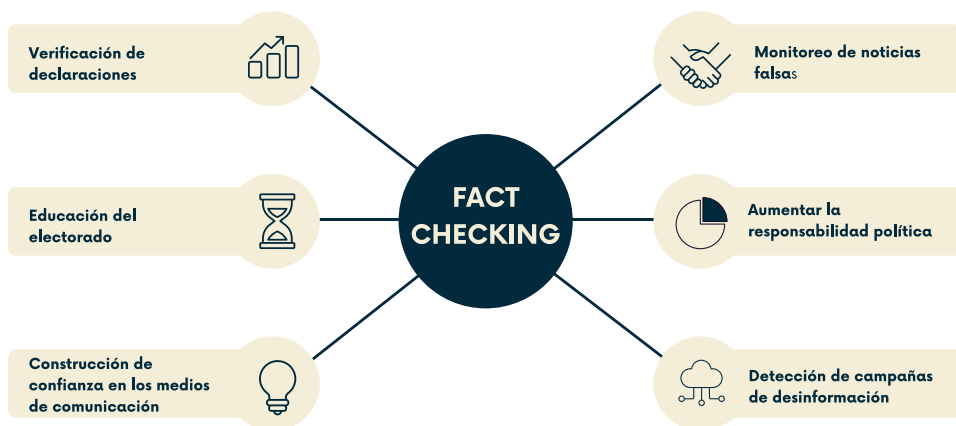 Verificación de
declaraciones
Monitoreo de noticias
falsas
FACT
CHECKING
Educación del
electorado
Aumentar la
responsabilidad política
Construcción de
confianza en los medios
de comunicación
Detección de campañas
de desinformación